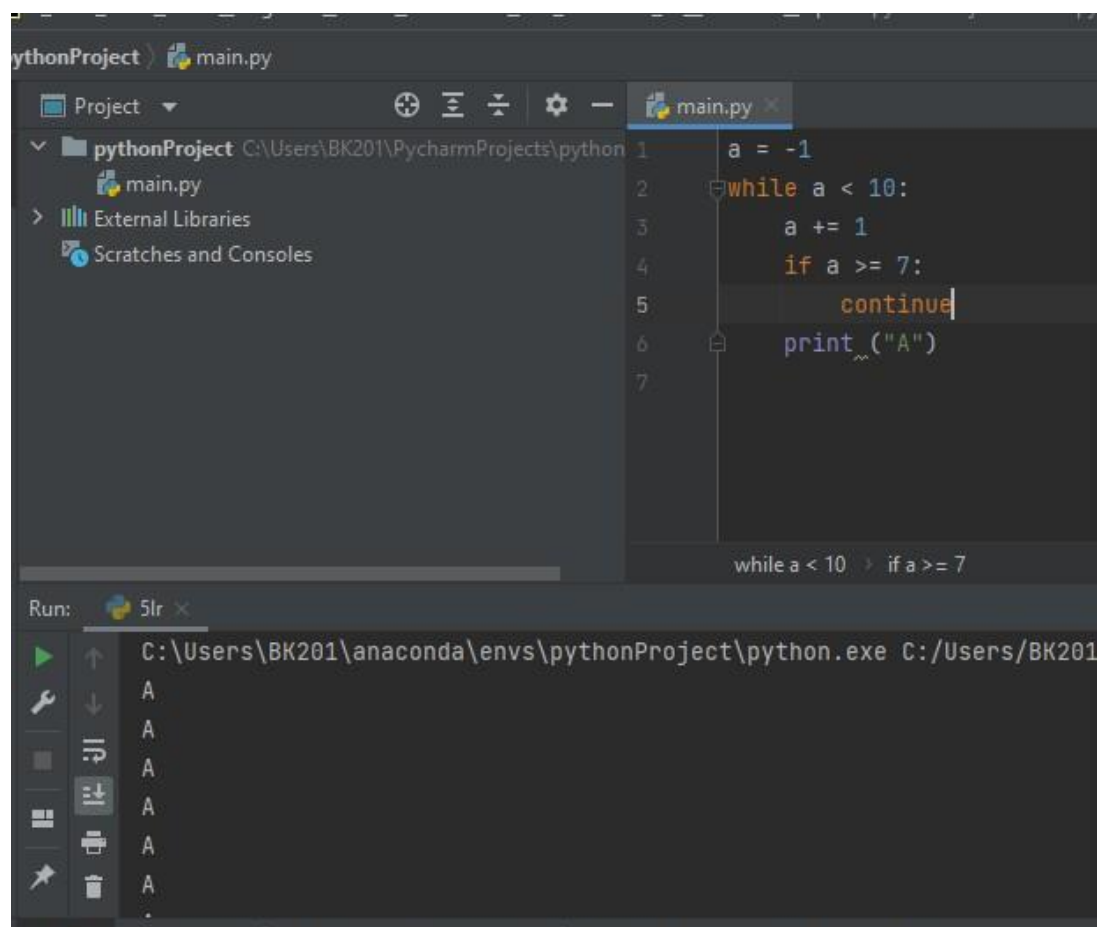 ythonProject main.py
Project
pythonProject C:\Users\BK201\PycharmProjects\python
main.py
External Libraries
Scratches and Consoles
main.py
1 a = -1
2 while a < 10:
3 a += 1
4 if a >= 7:
5 continue
6 print ("A")
7
while a < 10 if a >= 7
Run: 5lr
C:\Users\BK201\anaconda\envs\pythonProject\python.exe C:/Users/BK201
A
A
A
A
A
A